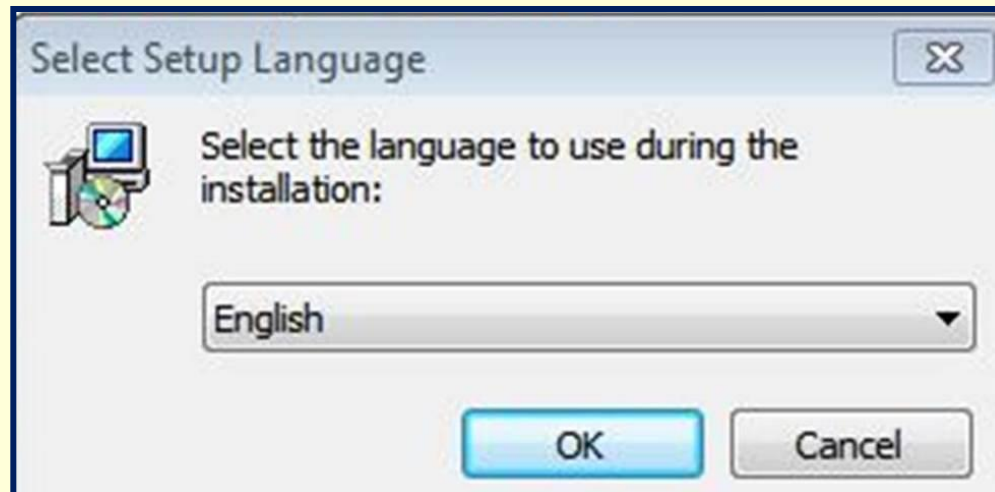 Select Setup Language
Select the language to use during the
installation:
English
OK
Cancel